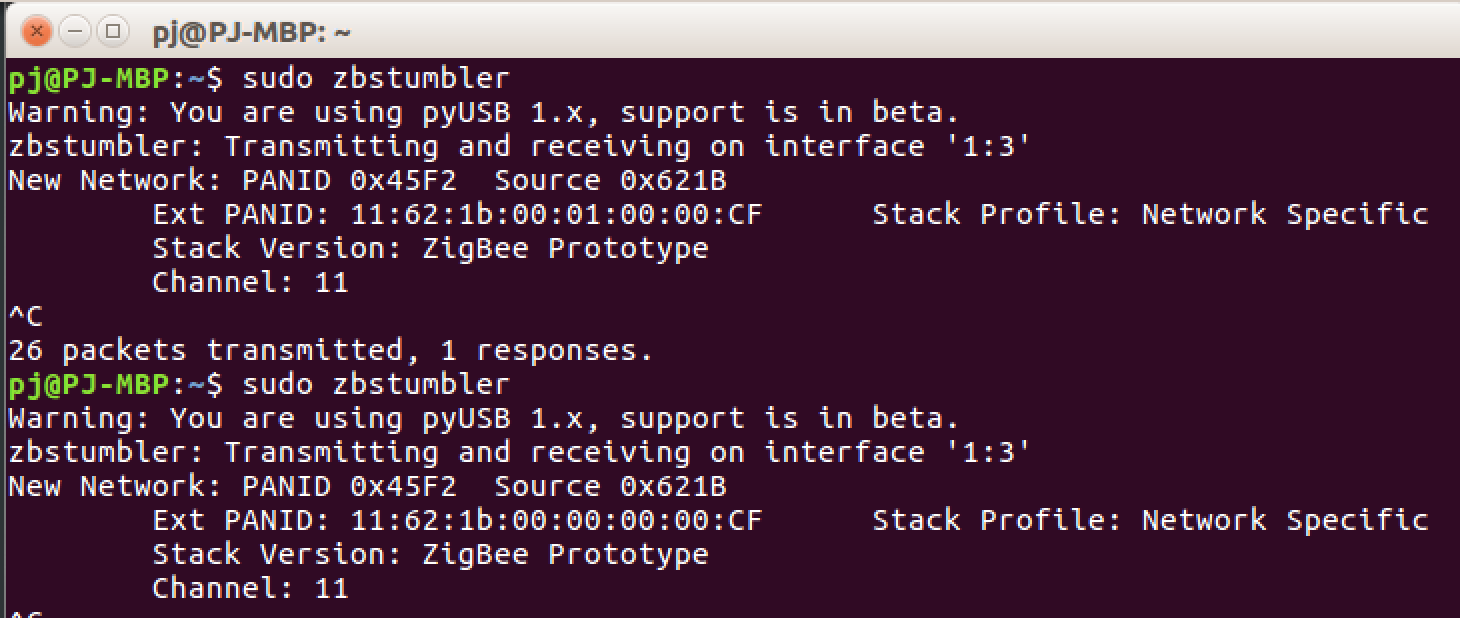 pj@PJ-MBP: ~
pj@PJ-MBP:~$ sudo zbstumbler
Warning: You are using pyUSB 1.x, support is in beta.
zbstumbler: Transmitting and receiving on interface '1:3'
New Network: PANID 0x45F2  Source 0x621B
        Ext PANID: 11:62:1b:00:01:00:00:CF      Stack Profile: Network Specific
        Stack Version: ZigBee Prototype
        Channel: 11
^C
26 packets transmitted, 1 responses.
pj@PJ-MBP:~$ sudo zbstumbler
Warning: You are using pyUSB 1.x, support is in beta.
zbstumbler: Transmitting and receiving on interface '1:3'
New Network: PANID 0x45F2  Source 0x621B
        Ext PANID: 11:62:1b:00:00:00:00:CF      Stack Profile: Network Specific
        Stack Version: ZigBee Prototype
        Channel: 11